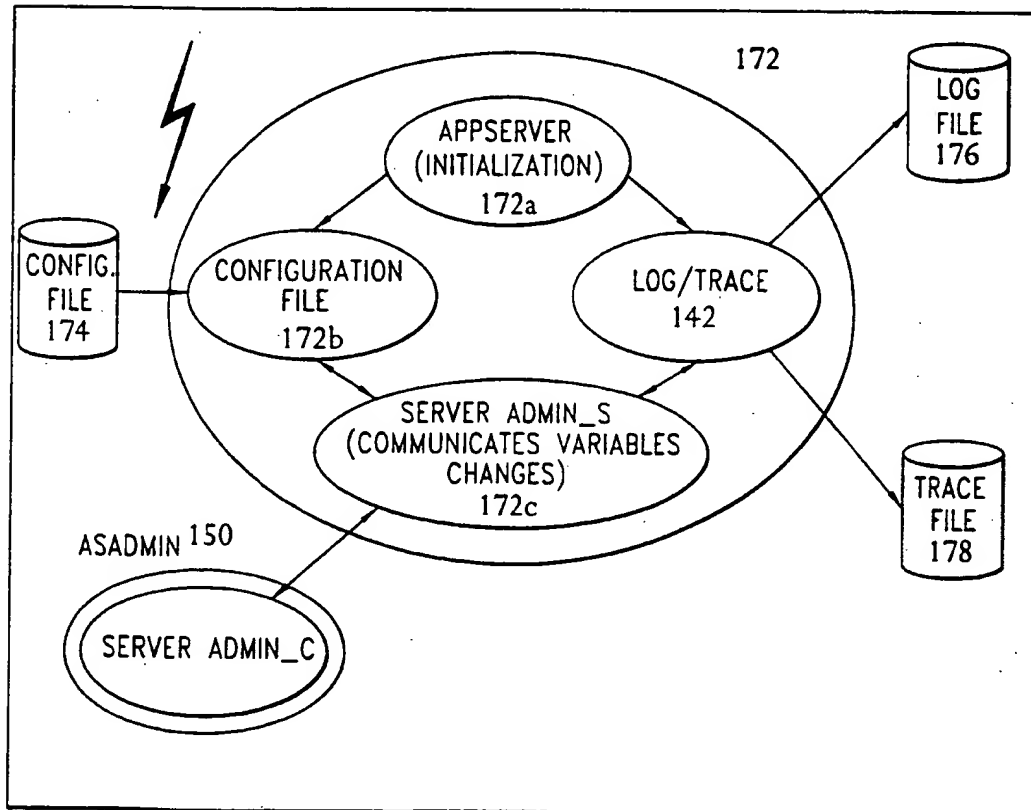 172
LOG
FILE
176
APPSERVER
(INITIALIZATION)
172a
CONFIG.
FILE
174
CONFIGURATION
FILE
172b
LOG/TRACE
142
SERVER ADMIN_S
(COMMUNICATES VARIABLES
CHANGES)
172c
TRACE
FILE
178
ASADMIN 150
SERVER ADMIN_C